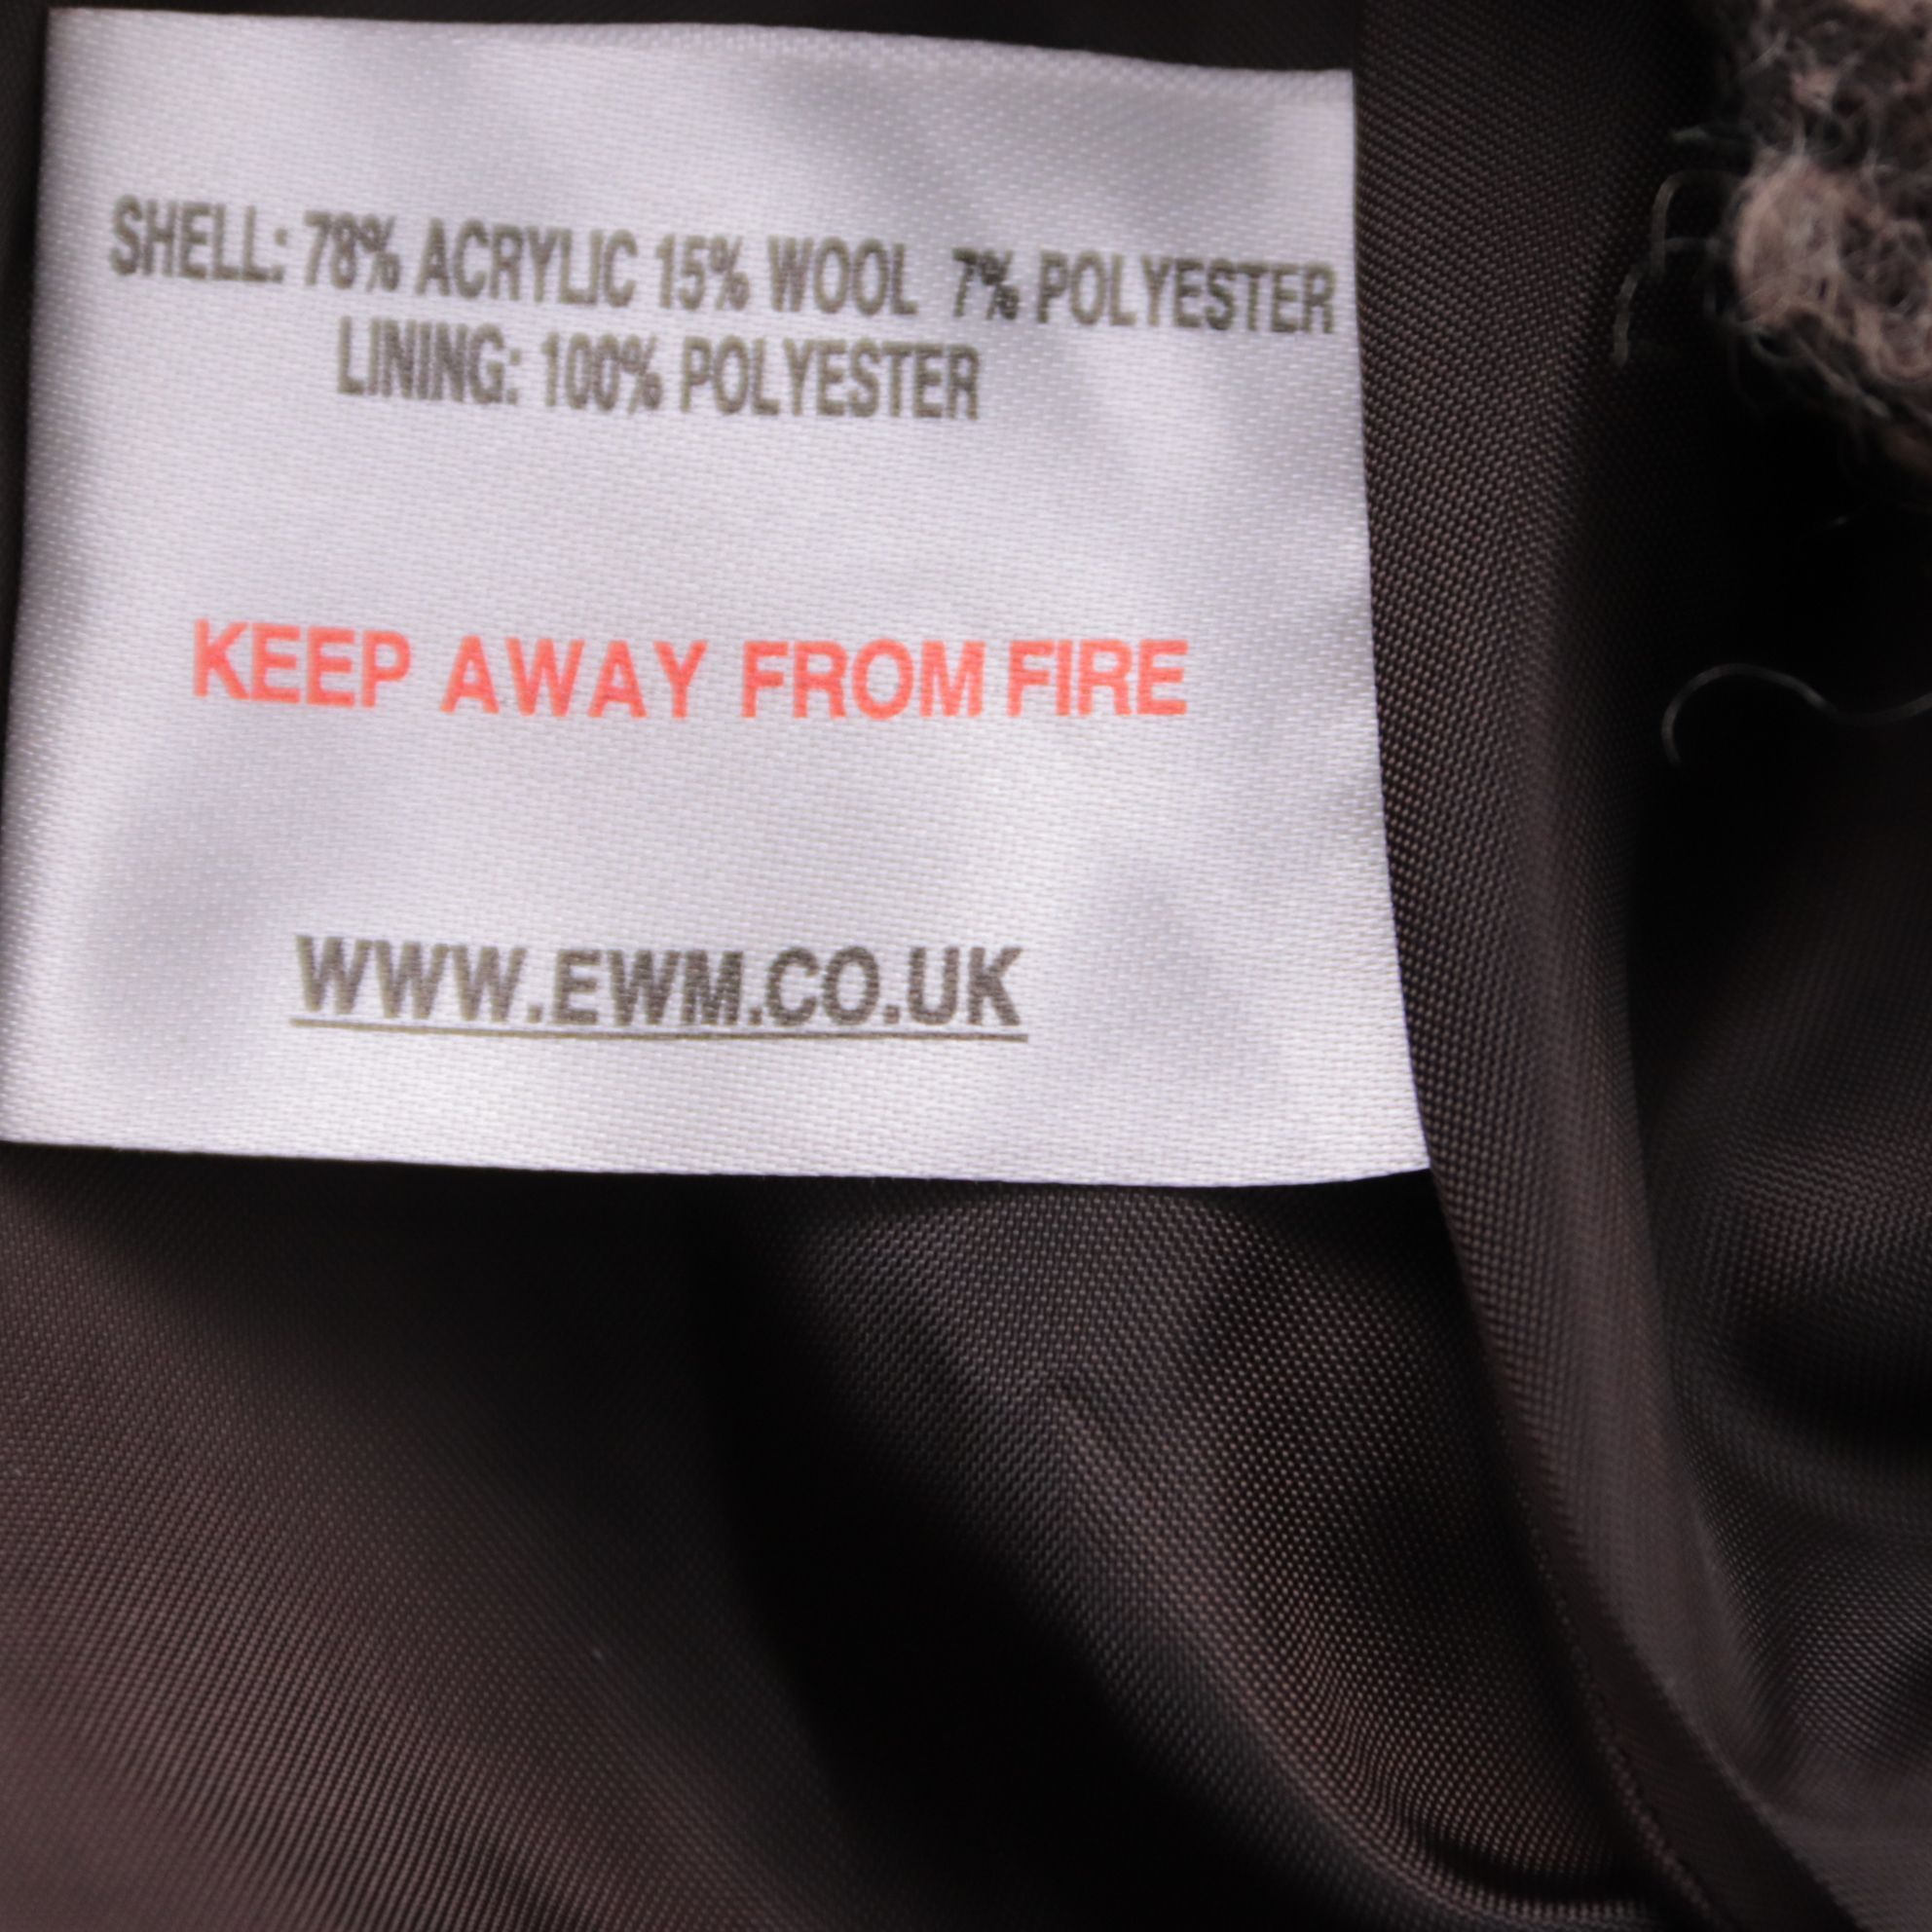 SHELL: 78% ACRYLIC 15% WOOL 7% POLYESTER
LINING: 100% POLYESTER
KEEP AWAY FROM FIRE
WWW.EWM.CO.UK